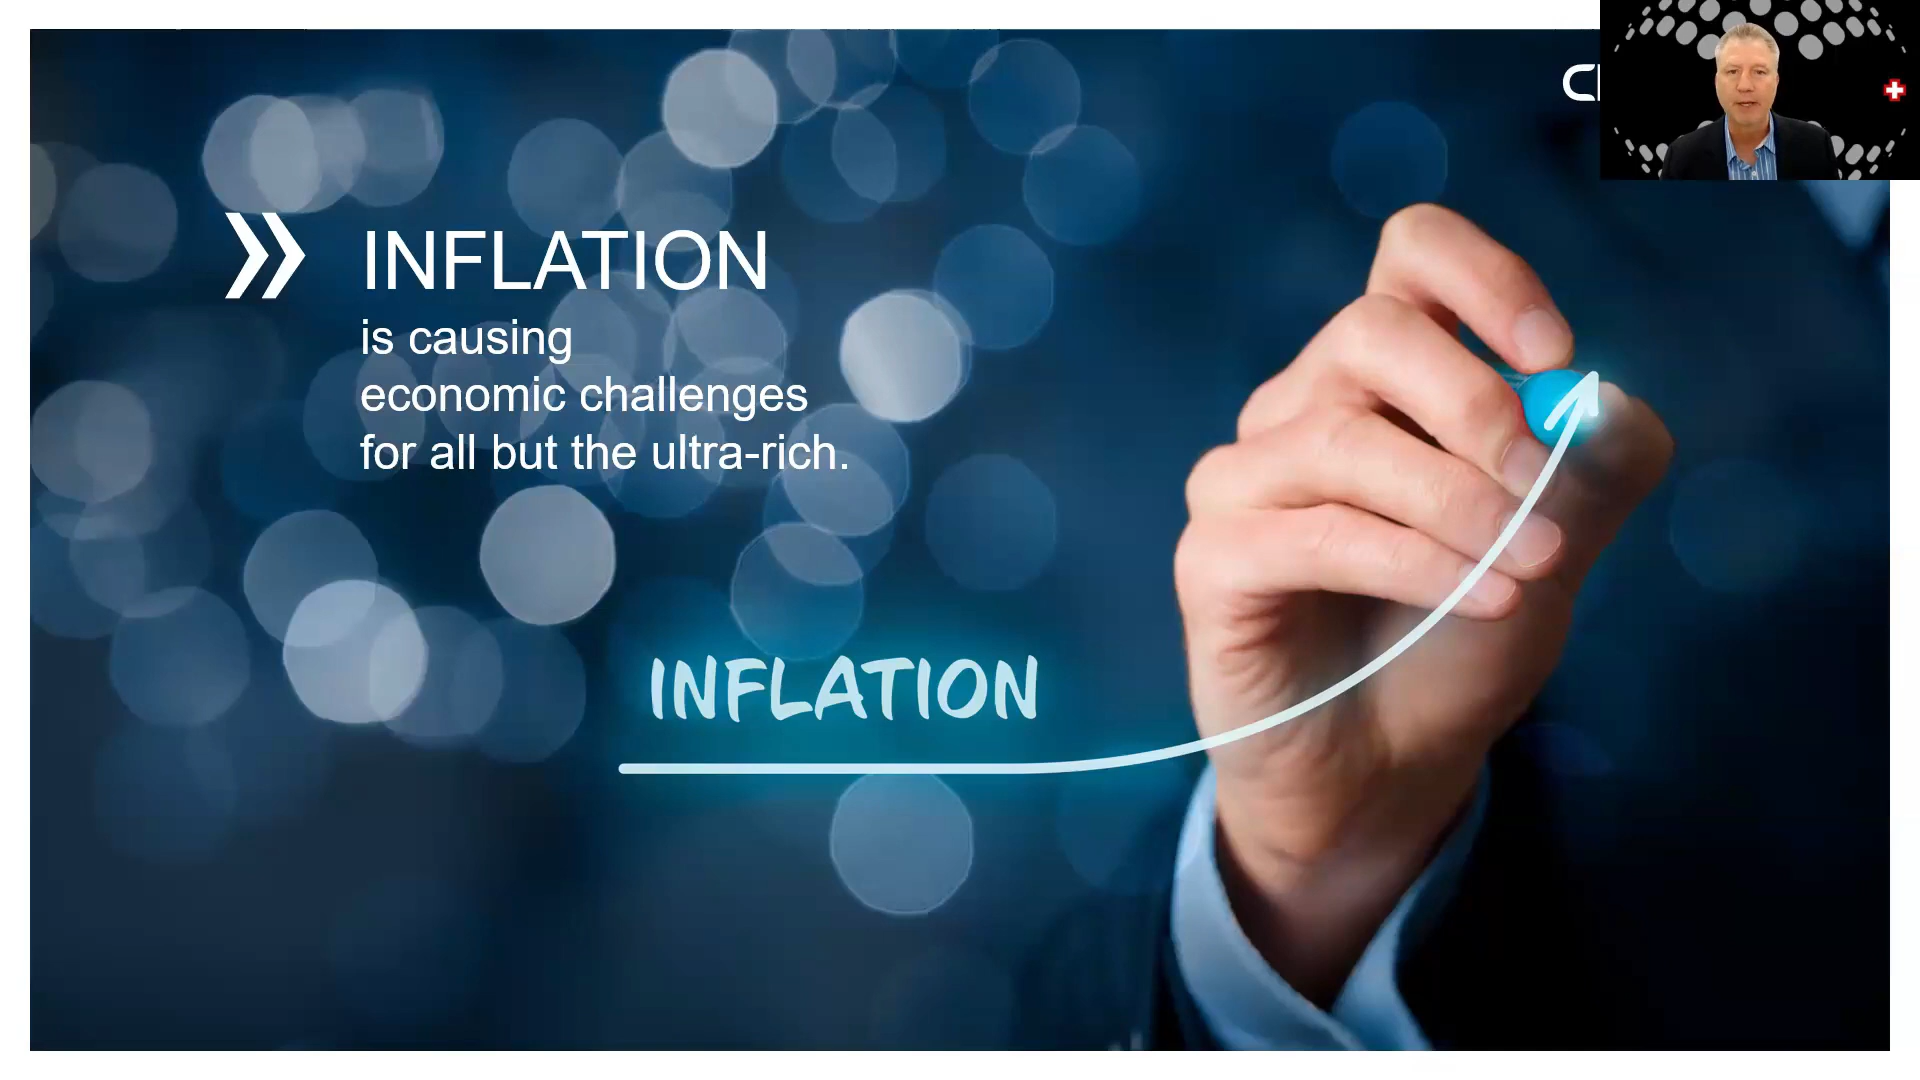 INFLATION
is causing
economic challenges
for all but the ultra-rich.
INFLATION